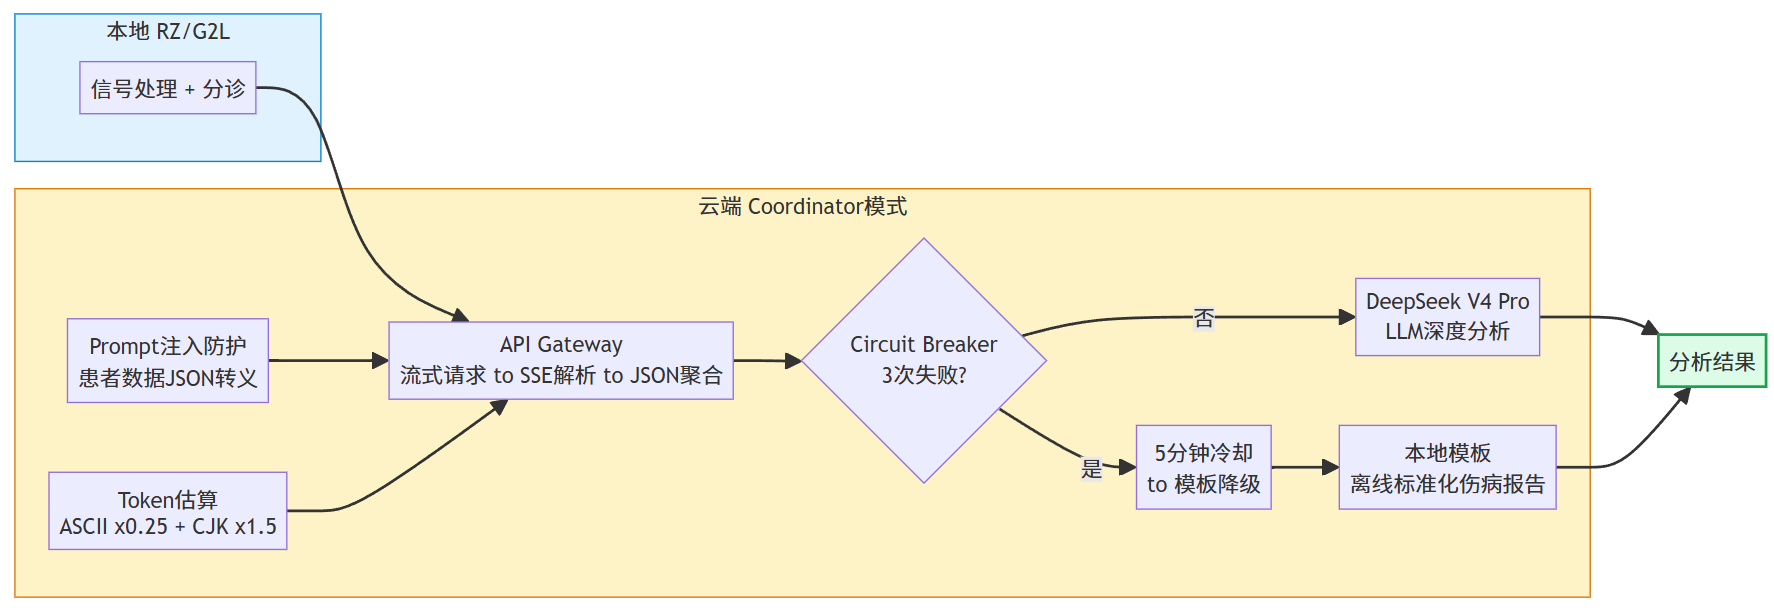 本地 RZ/G2L
信号处理 + 分诊
云端 Coordinator模式
Prompt注入防护
患者数据JSON转义
Token估算
ASCII x0.25 + CJK x1.5
API Gateway
流式请求 to SSE解析 to JSON聚合
Circuit Breaker
3次失败?
否
是
DeepSeek V4 Pro
LLM深度分析
5分钟冷却
to 模板降级
本地模板
离线标准化伤病报告
分析结果